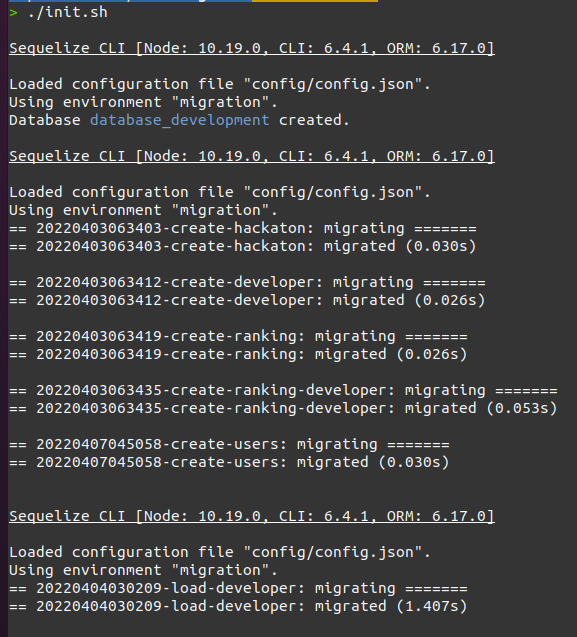 > ./init.sh
Sequelize CLI [Node: 10.19.0, CLI: 6.4.1, ORM: 6.17.0]
Loaded configuration file "config/config.json".
Using environment "migration".
Database database_development created.
Sequelize CLI [Node: 10.19.0, CLI: 6.4.1, ORM: 6.17.0]
Loaded configuration file "config/config.json".
Using environment "migration".
== 20220403063403-create-hackaton: migrating =======
== 20220403063403-create-hackaton: migrated (0.030s)
== 20220403063412-create-developer: migrating =======
== 20220403063412-create-developer: migrated (0.026s)
== 20220403063419-create-ranking: migrating =======
== 20220403063419-create-ranking: migrated (0.026s)
== 20220403063435-create-ranking-developer: migrating =======
== 20220403063435-create-ranking-developer: migrated (0.053s)
== 20220407045058-create-users: migrating =======
== 20220407045058-create-users: migrated (0.030s)
Sequelize CLI [Node: 10.19.0, CLI: 6.4.1, ORM: 6.17.0]
Loaded configuration file "config/config.json".
Using environment "migration".
== 20220404030209-load-developer: migrating =======
== 20220404030209-load-developer: migrated (1.407s)